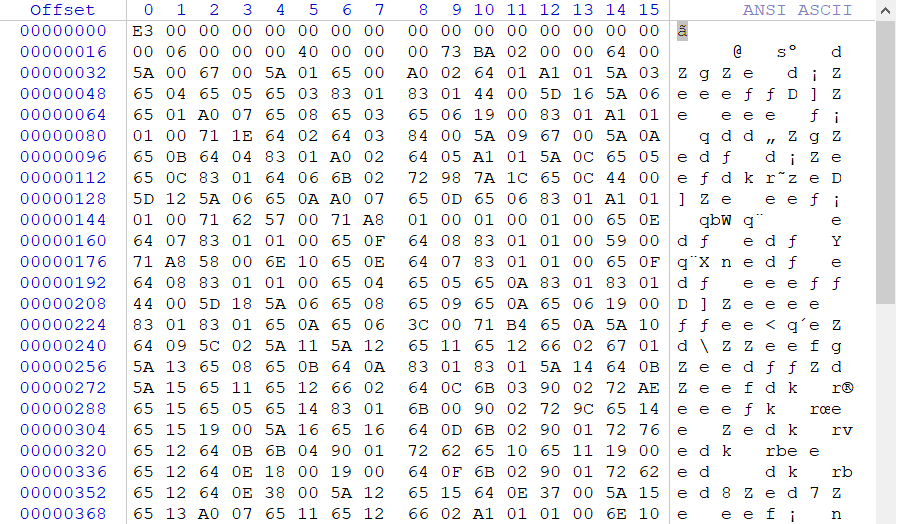 Offset 0 1 2 3 4 5 6 7 8 9 10 11 12 13 14 15 ANSI ASCII
00000000 E3 00 00 00 00 00 00 00 00 00 00 00 00 00 00 00 ã
00000016 00 06 00 00 00 40 00 00 00 73 BA 02 00 00 64 00 @ sº d
00000032 5A 00 67 00 5A 01 65 00 A0 02 64 01 A1 01 5A 03 Z g Z e d ¡ Z
00000048 65 04 65 05 65 03 83 01 83 01 44 00 5D 16 5A 06 e e e ƒ ƒ D ] Z
00000064 65 01 A0 07 65 08 65 03 65 06 19 00 83 01 A1 01 e e e e ƒ ¡
00000080 01 00 71 1E 64 02 64 03 84 00 5A 09 67 00 5A 0A q d d „ Z g Z
00000096 65 0B 64 04 83 01 A0 02 64 05 A1 01 5A 0C 65 05 e d ƒ d ¡ Z e
00000112 65 0C 83 01 64 06 6B 02 72 98 7A 1C 65 0C 44 00 e ƒ d k r ˜ z e D
00000128 5D 12 5A 06 65 0A A0 07 65 0D 65 06 83 01 A1 01 ] Z e e e ƒ ¡
00000144 01 00 71 62 57 00 71 A8 01 00 01 00 01 00 65 0E q b W q ¨ e
00000160 64 07 83 01 01 00 65 0F 64 08 83 01 01 00 59 00 d ƒ e d ƒ Y
00000176 71 A8 58 00 6E 10 65 0E 64 07 83 01 01 00 65 0F q ¨ X n e d ƒ e
00000192 64 08 83 01 01 00 65 04 65 05 65 0A 83 01 83 01 d ƒ e e e ƒ ƒ
00000208 44 00 5D 18 5A 06 65 08 65 09 65 0A 65 06 19 00 D ] Z e e e e
00000224 83 01 83 01 65 0A 65 06 3C 00 71 B4 65 0A 5A 10 ƒ ƒ e e < q ´ e Z
00000240 64 09 5C 02 5A 11 5A 12 65 11 65 12 66 02 67 01 d \ Z Z e e f g
00000256 5A 13 65 08 65 0B 64 0A 83 01 83 01 5A 14 64 0B Z e e d ƒ ƒ Z d
00000272 5A 15 65 11 65 12 66 02 64 0C 6B 03 90 02 72 AE Z e e f d k r ®
00000288 65 15 65 05 65 14 83 01 6B 00 90 02 72 9C 65 14 e e e ƒ k r œ e
00000304 65 15 19 00 5A 16 65 16 64 0D 6B 02 90 01 72 76 e Z e d k r v
00000320 65 12 64 0B 6B 04 90 01 72 62 65 10 65 11 19 00 e d k r b e e
00000336 65 12 64 0E 18 00 19 00 64 0F 6B 02 90 01 72 62 e d d k r b
00000352 65 12 64 0E 38 00 5A 12 65 15 64 0E 37 00 5A 15 e d 8 Z e d 7 Z
00000368 65 13 A0 07 65 11 65 12 66 02 A1 01 01 00 6E 10 e e e f ¡ n